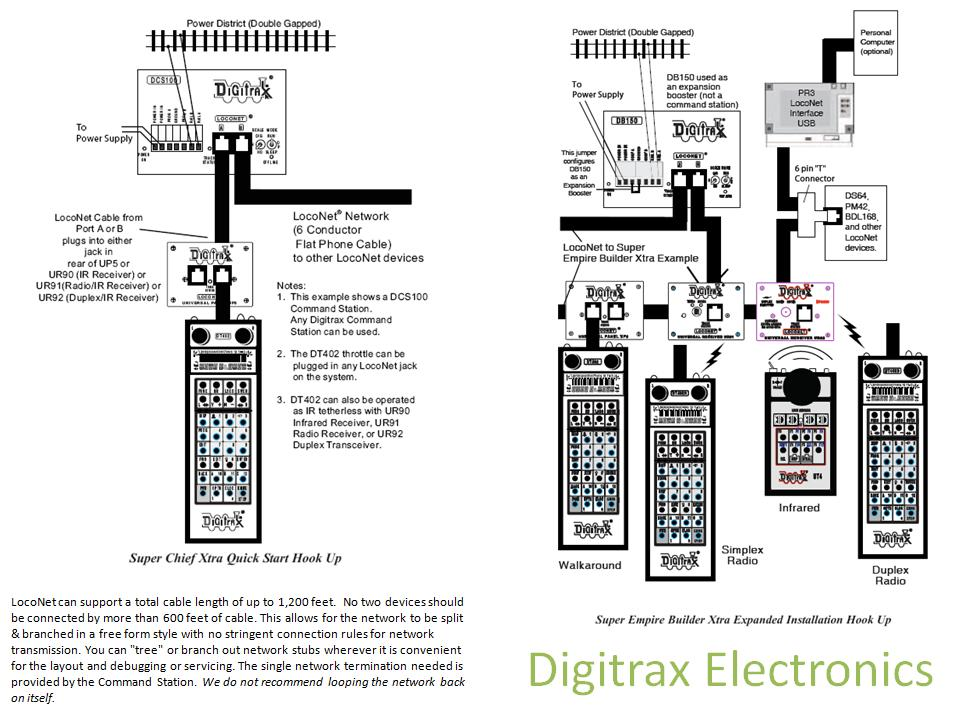 Power District (Double Gapped)
DCS100
Digitrax
LOCONET
To
Power Supply
LocoNet Cable from
Port A or B
plugs into either
jack in
rear of UP5 or
UR90 (IR Receiver) or
UR91(Radio/IR Receiver) or
UR92 (Duplex/IR Receiver)
LocoNet® Network
(6 Conductor
Flat Phone Cable)
to other LocoNet devices
Digitrax
Notes:
1. This example shows a DCS100
Command Station.
Any Digitrax Command
Station can be used.
2. The DT402 throttle can be
plugged in any LocoNet jack
on the system.
3. DT402 can also be operated
as IR tetherless with UR90
Infrared Receiver, UR91
Radio Receiver, or UR92
Duplex Transceiver.
Digitrax
Super Chief Xtra Quick Start Hook Up
LocoNet can support a total cable length of up to 1,200 feet. No two devices should
be connected by more than 600 feet of cable. This allows for the network to be split
& branched in a free form style with no stringent connection rules for network
transmission. You can "tree" or branch out network stubs wherever it is convenient
for the layout and debugging or servicing. The single network termination needed is
provided by the Command Station. We do not recommend looping the network back
on itself.
Personal
Computer
(optional)
Power District (Double Gapped)
DB150 used as
an expansion
booster (not a
command station)
To
Power Supply
PR3
LocoNet
Interface
USB
DB150
Digitrax
LOCONET
This jumper
configures
DB150
as an
Expansion
Booster
6 pin "T"
Connector
DS64,
PM42,
BDL168,
and other
LocoNet
devices.
LocoNet to Super
Empire Builder Xtra Example
Digitrax
Digitrax
Digitrax
Digitrax
Digitrax
Digitrax
UT4
Digitrax
Infrared
Walkaround
Simplex
Radio
Duplex
Radio
Super Empire Builder Xtra Expanded Installation Hook Up
Digitrax Electronics